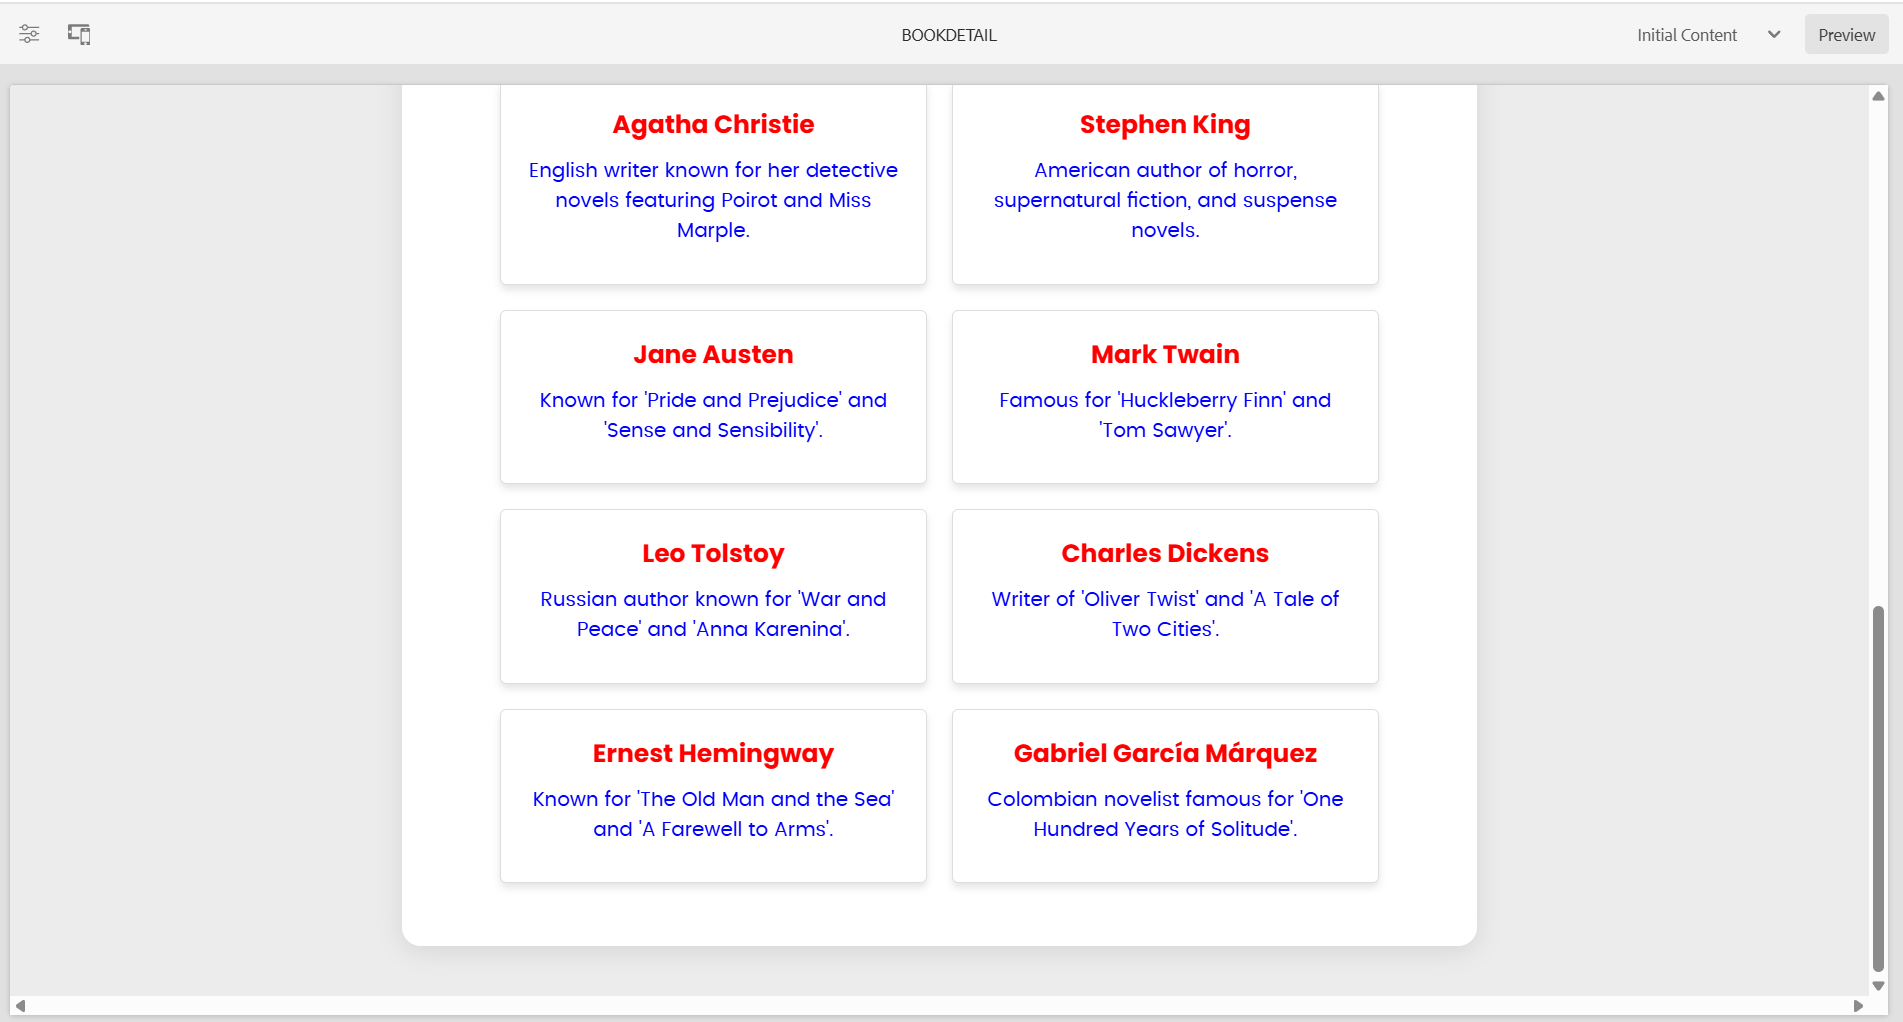 BOOKDETAIL
Initial Content
Preview
Agatha Christie
English writer known for her detective
novels featuring Poirot and Miss
Marple.
Stephen King
American author of horror,
supernatural fiction, and suspense
novels.
Jane Austen
Known for 'Pride and Prejudice' and
'Sense and Sensibility'.
Mark Twain
Famous for 'Huckleberry Finn' and
'Tom Sawyer'.
Leo Tolstoy
Russian author known for 'War and
Peace' and 'Anna Karenina'.
Charles Dickens
Writer of 'Oliver Twist' and 'A Tale of
Two Cities'.
Ernest Hemingway
Known for 'The Old Man and the Sea'
and 'A Farewell to Arms'.
Gabriel García Márquez
Colombian novelist famous for 'One
Hundred Years of Solitude'.